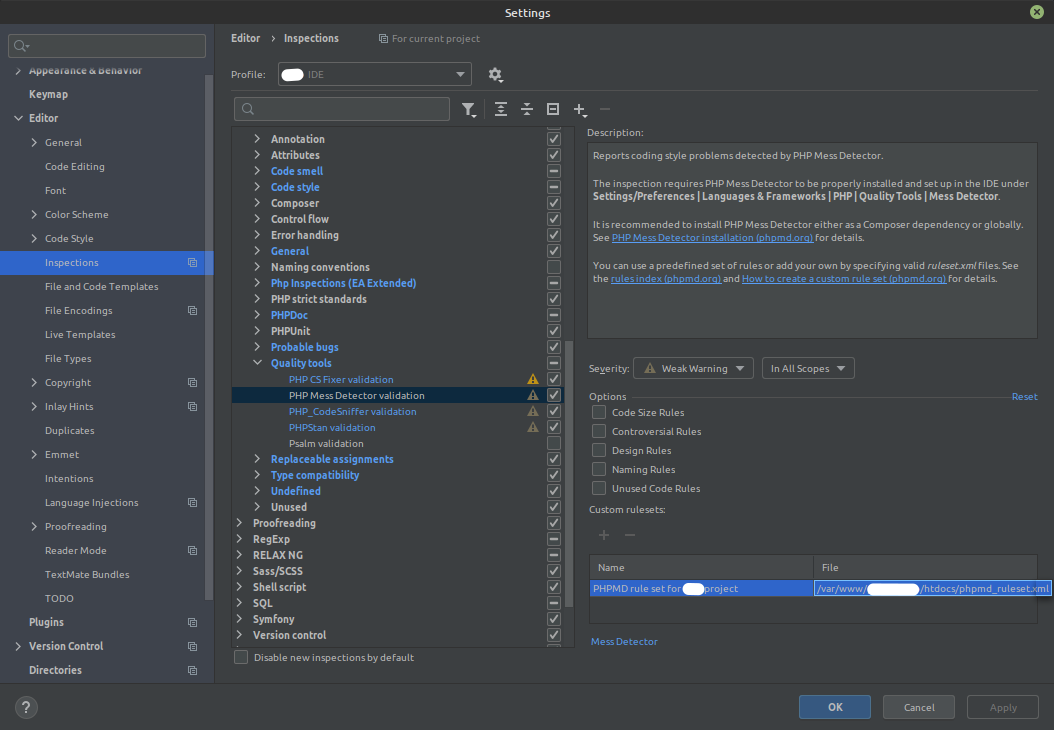 Settings
Appearance & Behavior
Keymap
Editor
General
Code Editing
Font
Color Scheme
Code Style
Inspections
File and Code Templates
File Encodings
Live Templates
File Types
Copyright
Inlay Hints
Duplicates
Emmet
Intentions
Language Injections
Proofreading
Reader Mode
TextMate Bundles
TODO
Plugins
Version Control
Directories
?
Editor › Inspections
For current project
Profile:
IDE
Annotation
Attributes
Code smell
Code style
Composer
Control flow
Error handling
General
Naming conventions
Php Inspections (EA Extended)
PHP strict standards
PHPDoc
PHPUnit
Probable bugs
Quality tools
PHP CS Fixer validation
PHP Mess Detector validation
PHP_CodeSniffer validation
PHPStan validation
Psalm validation
Replaceable assignments
Type compatibility
Undefined
Unused
Proofreading
RegExp
RELAX NG
Sass/SCSS
Shell script
SQL
Symfony
Version control
Disable new inspections by default
Description:
Reports coding style problems detected by PHP Mess Detector.
The inspection requires PHP Mess Detector to be properly installed and set up in the IDE under
Settings/Preferences | Languages & Frameworks | PHP | Quality Tools | Mess Detector.
It is recommended to install PHP Mess Detector either as a Composer dependency or globally.
See PHP Mess Detector installation (phpmd.org) for details.
You can use a predefined set of rules or add your own by specifying valid ruleset.xml files. See
the rules index (phpmd.org) and How to create a custom rule set (phpmd.org) for details.
Severity:
Weak Warning
In All Scopes
Options
Reset
Code Size Rules
Controversial Rules
Design Rules
Naming Rules
Unused Code Rules
Custom rulesets:
Name
File
PHPMD rule set for project
/var/www/ /htdocs/phpmd_ruleset.xml
Mess Detector
OK
Cancel
Apply